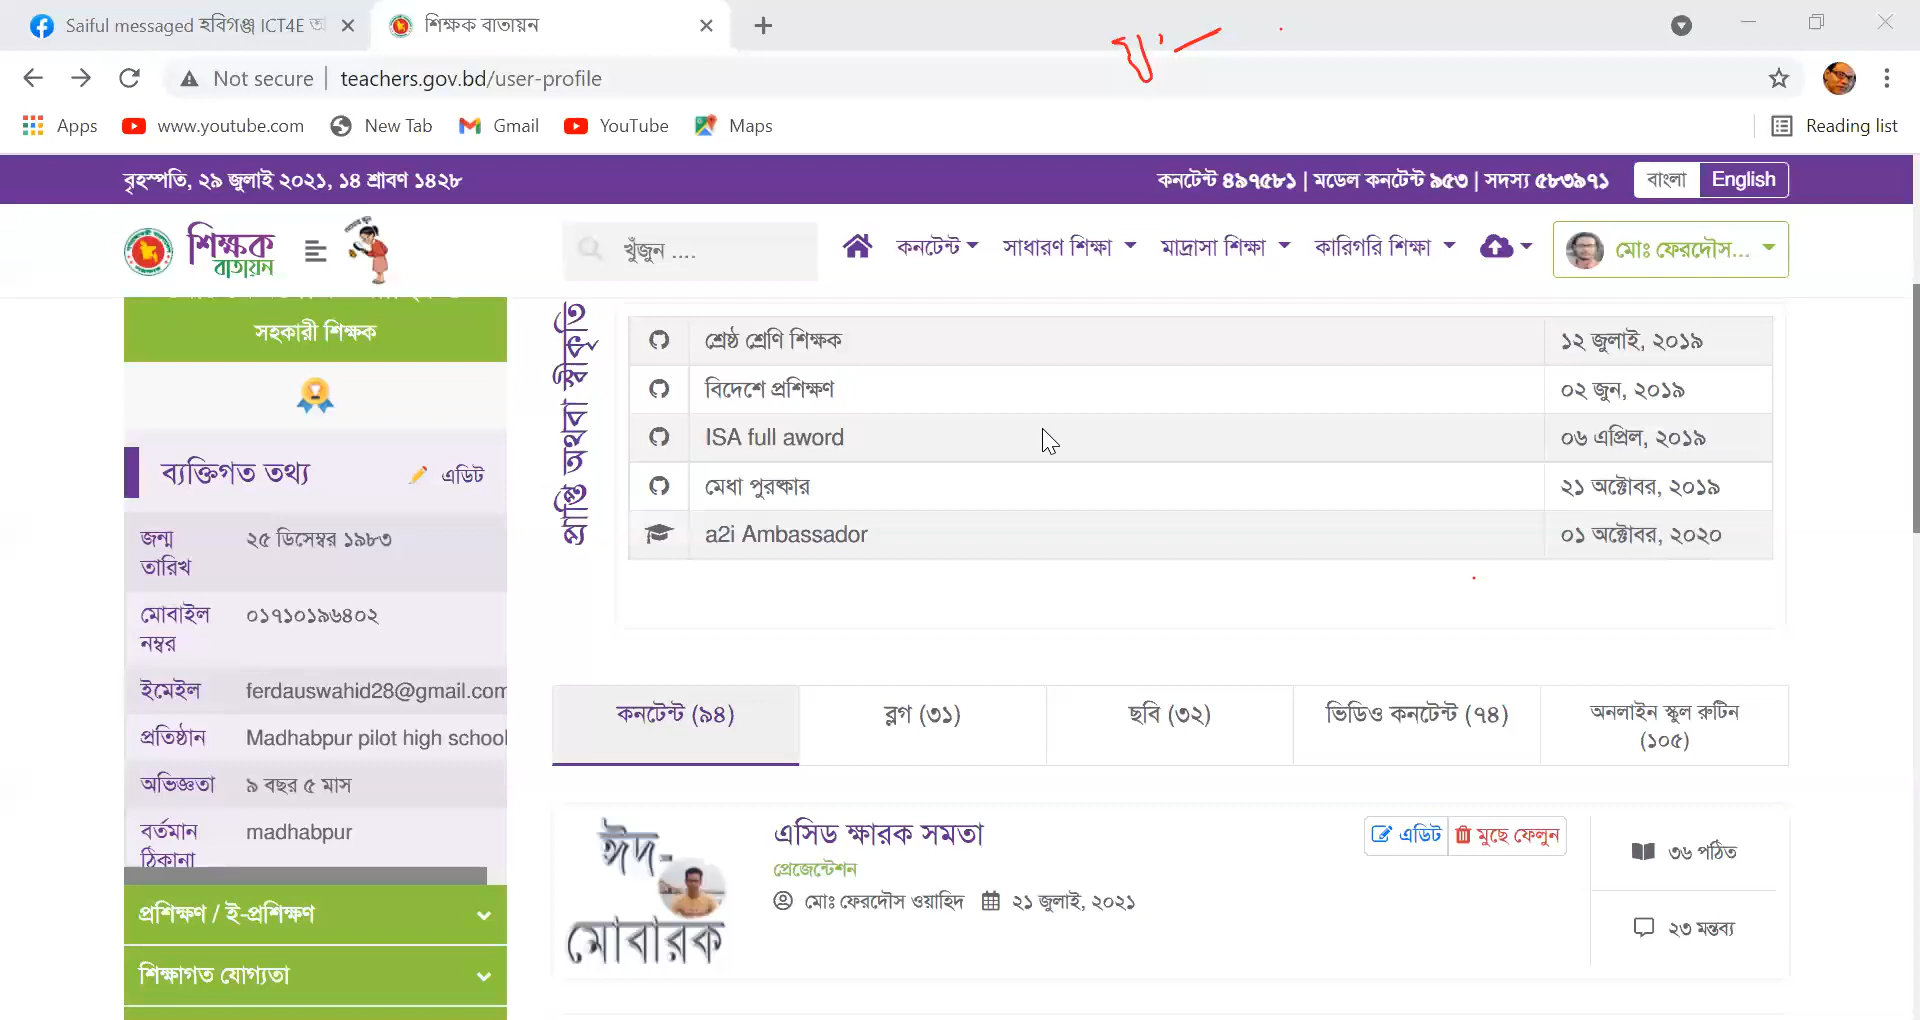 Saiful messaged হবিগঞ্জ ICT4E
শিক্ষক বাতায়ন
Not secure | teachers.gov.bd/user-profile
Apps www.youtube.com New Tab Gmail YouTube Maps Reading list
বৃহস্পতি, ২৯ জুলাই ২০২১, ১৪ শ্রাবণ ১৪২৮ কনটেন্ট ৪৯৭৫৮১ | মডেল কনটেন্ট ৯৫৩ | সদস্য ৫৮৩৯৭১ বাংলা English
শিক্ষক বাতায়ন খুঁজুন .... কনটেন্ট সাধারণ শিক্ষা মাদ্রাসা শিক্ষা কারিগরি শিক্ষা মোঃ ফেরদৌস...
সহকারী শিক্ষক
ব্যক্তিগত তথ্য এডিট
জন্ম তারিখ ২৫ ডিসেম্বর ১৯৮৩
মোবাইল নম্বর ০১৭১০১৯৬৪০২
ইমেইল ferdauswahid28@gmail.com
প্রতিষ্ঠান Madhabpur pilot high school
অভিজ্ঞতা ৯ বছর ৫ মাস
বর্তমান ঠিকানা madhabpur
প্রশিক্ষণ / ই-প্রশিক্ষণ
শিক্ষাগত যোগ্যতা
প্রাপ্তি অথবা স্বীকৃতি
শ্রেষ্ঠ শ্রেণি শিক্ষক ১২ জুলাই, ২০১৯
বিদেশে প্রশিক্ষণ ০২ জুন, ২০১৯
ISA full aword ০৬ এপ্রিল, ২০১৯
মেধা পুরষ্কার ২১ অক্টোবর, ২০১৯
a2i Ambassador ০১ অক্টোবর, ২০২০
কনটেন্ট (৯৪) ব্লগ (৩১) ছবি (৩২) ভিডিও কনটেন্ট (৭৪) অনলাইন স্কুল রুটিন
(১০৫)
ঈদ-
মোবারক
এসিড ক্ষারক সমতা এডিট মুছে ফেলুন
প্রেজেন্টেশন
মোঃ ফেরদৌস ওয়াহিদ ২১ জুলাই, ২০২১
৩৬ পঠিত
২৩ মন্তব্য